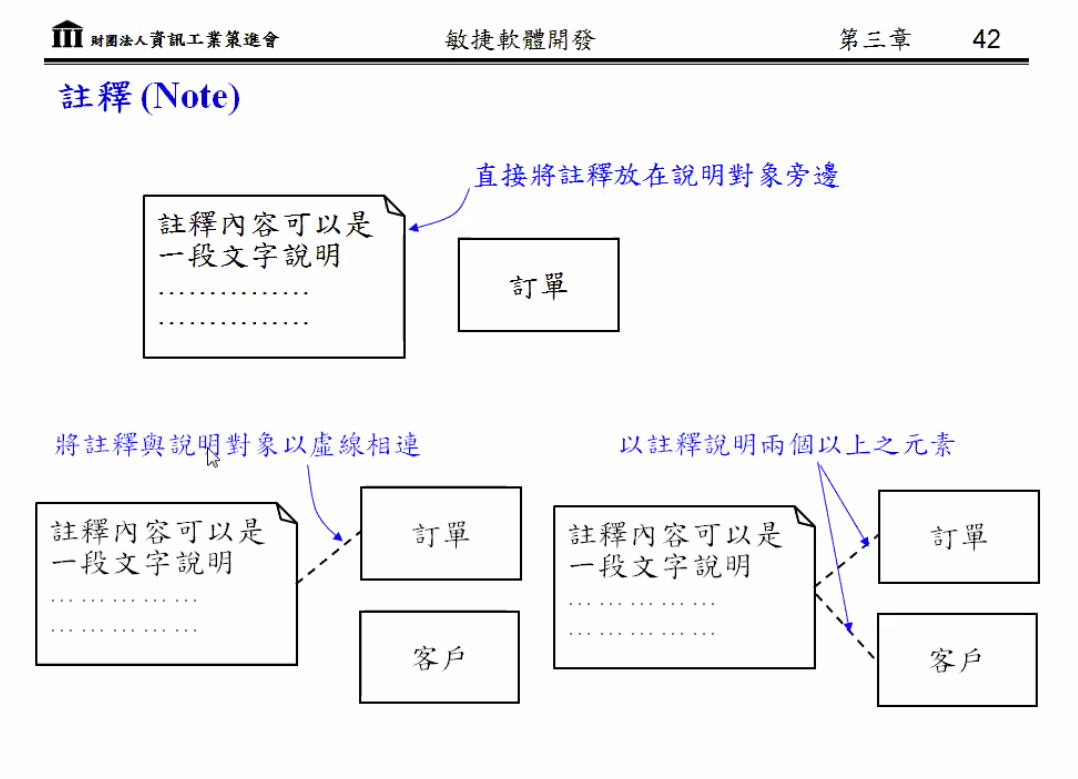 財團法人資訊工業策進會
敏捷軟體開發
第三章
42
註釋 (Note)
直接將註釋放在說明對象旁邊
註釋內容可以是
一段文字說明
...............
...............
訂單
將註釋與說明對象以虛線相連
註釋內容可以是
一段文字說明
... ... ... ... ...
... ... ... ... ...
訂單
客戶
以註釋說明兩個以上之元素
註釋內容可以是
一段文字說明
... ... ... ... ...
... ... ... ... ...
訂單
客戶